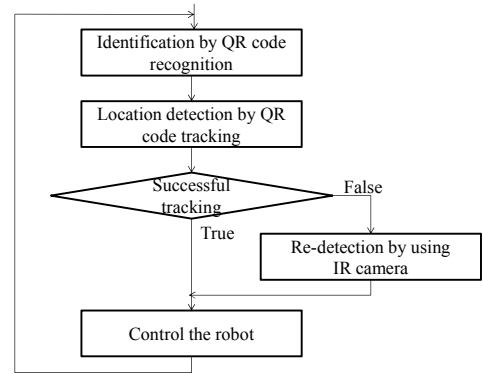 Identification by QR code
recognition
Location detection by QR
code tracking
Successful
tracking
False
True
Re-detection by using
IR camera
Control the robot